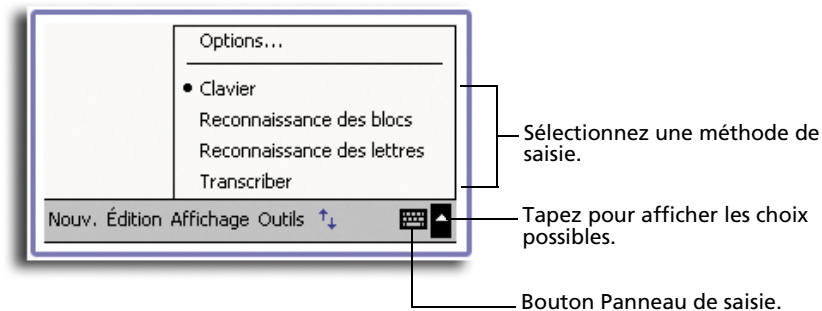 Options...
Clavier
Reconnaissance des blocs
Reconnaissance des lettres
Transcriber
Nouv. Édition Affichage Outils
Sélectionnez une méthode de
saisie.
Tapez pour afficher les choix
possibles.
Bouton Panneau de saisie.